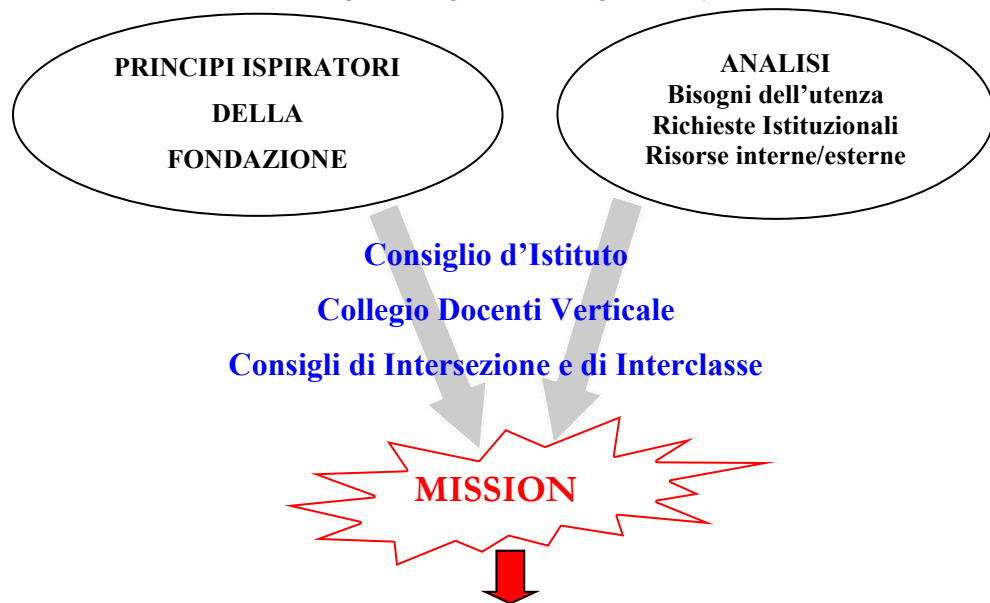 PRINCIPI ISPIRATORI
DELLA
FONDAZIONE
ANALISI
Bisogni dell’utenza
Richieste Istituzionali
Risorse interne/esterne
Consiglio d’Istituto
Collegio Docenti Verticale
Consigli di Intersezione e di Interclasse
MISSION